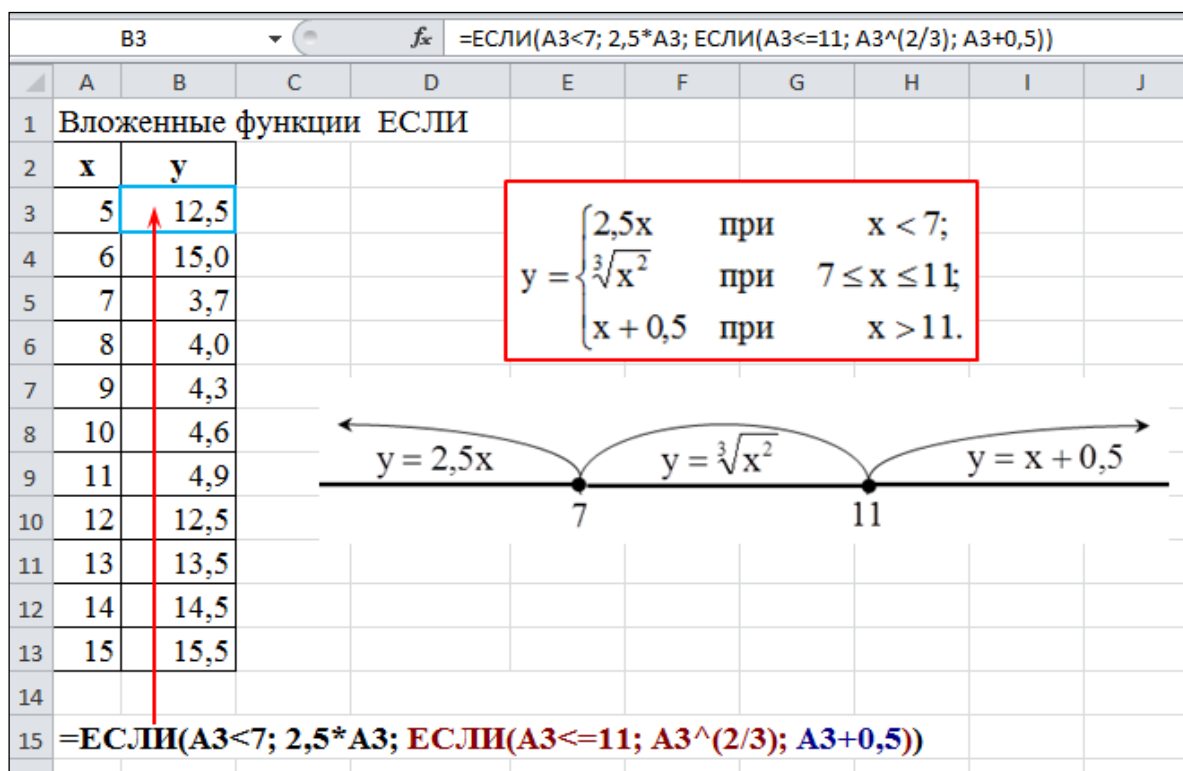 B3 fx =ЕСЛИ(A3<7; 2,5*A3; ЕСЛИ(A3<=11; A3^(2/3); A3+0,5))
A B C D E F G H I J
1 Вложенные функции ЕСЛИ
2 x y
3 5 12,5
4 6 15,0
5 7 3,7
6 8 4,0
7 9 4,3
8 10 4,6
9 11 4,9
10 12 12,5
11 13 13,5
12 14 14,5
13 15 15,5
14
15 =ЕСЛИ(A3<7; 2,5*A3; ЕСЛИ(A3<=11; A3^(2/3); A3+0,5))
y = {
2,5x при x < 7;
∛x² при 7 ≤ x ≤ 11;
x + 0,5 при x > 11.
y = 2,5x y = ∛x² y = x + 0,5
7 11